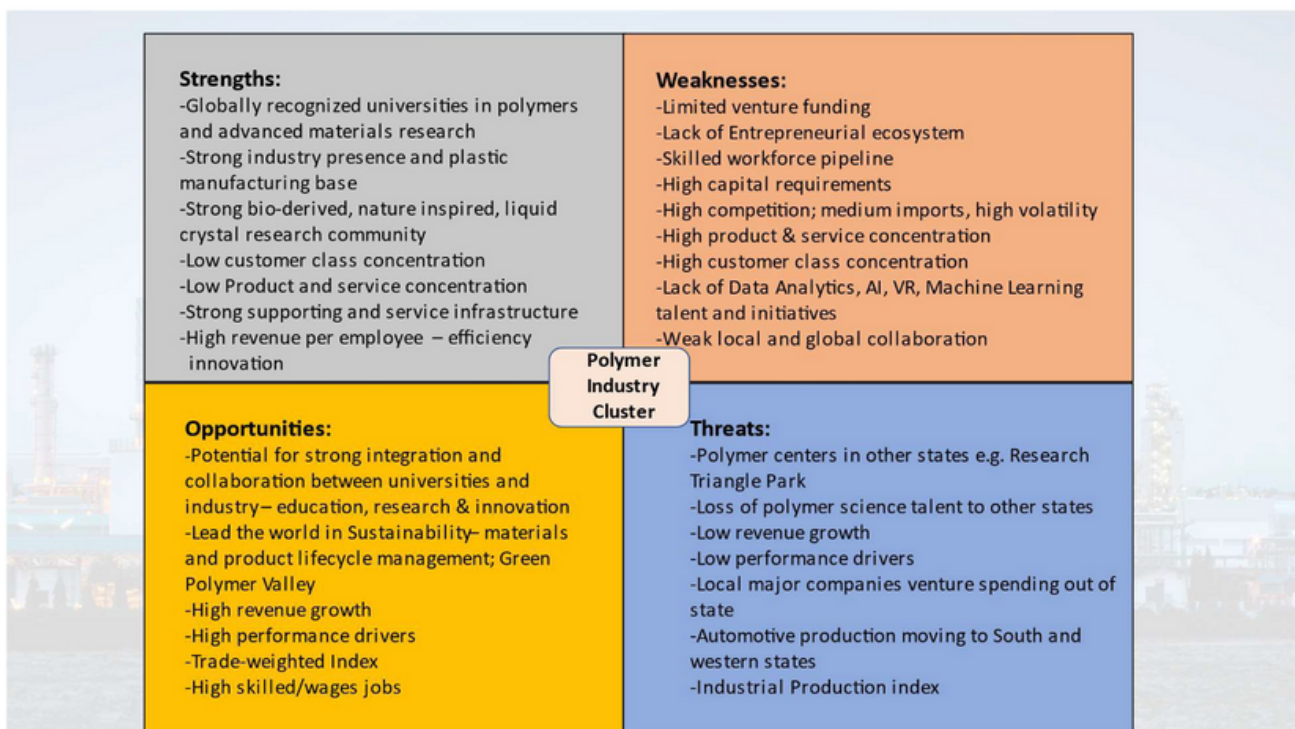 Strengths:
-Globally recognized universities in polymers
and advanced materials research
-Strong industry presence and plastic
manufacturing base
-Strong bio-derived, nature inspired, liquid
crystal research community
-Low customer class concentration
-Low Product and service concentration
-Strong supporting and service infrastructure
-High revenue per employee – efficiency
innovation
Weaknesses:
-Limited venture funding
-Lack of Entrepreneurial ecosystem
-Skilled workforce pipeline
-High capital requirements
-High competition; medium imports, high volatility
-High product & service concentration
-High customer class concentration
-Lack of Data Analytics, AI, VR, Machine Learning
talent and initiatives
-Weak local and global collaboration
Polymer
Industry
Cluster
Opportunities:
-Potential for strong integration and
collaboration between universities and
industry– education, research & innovation
-Lead the world in Sustainability– materials
and product lifecycle management; Green
Polymer Valley
-High revenue growth
-High performance drivers
-Trade-weighted Index
-High skilled/wages jobs
Threats:
-Polymer centers in other states e.g. Research
Triangle Park
-Loss of polymer science talent to other states
-Low revenue growth
-Low performance drivers
-Local major companies venture spending out of
state
-Automotive production moving to South and
western states
-Industrial Production index